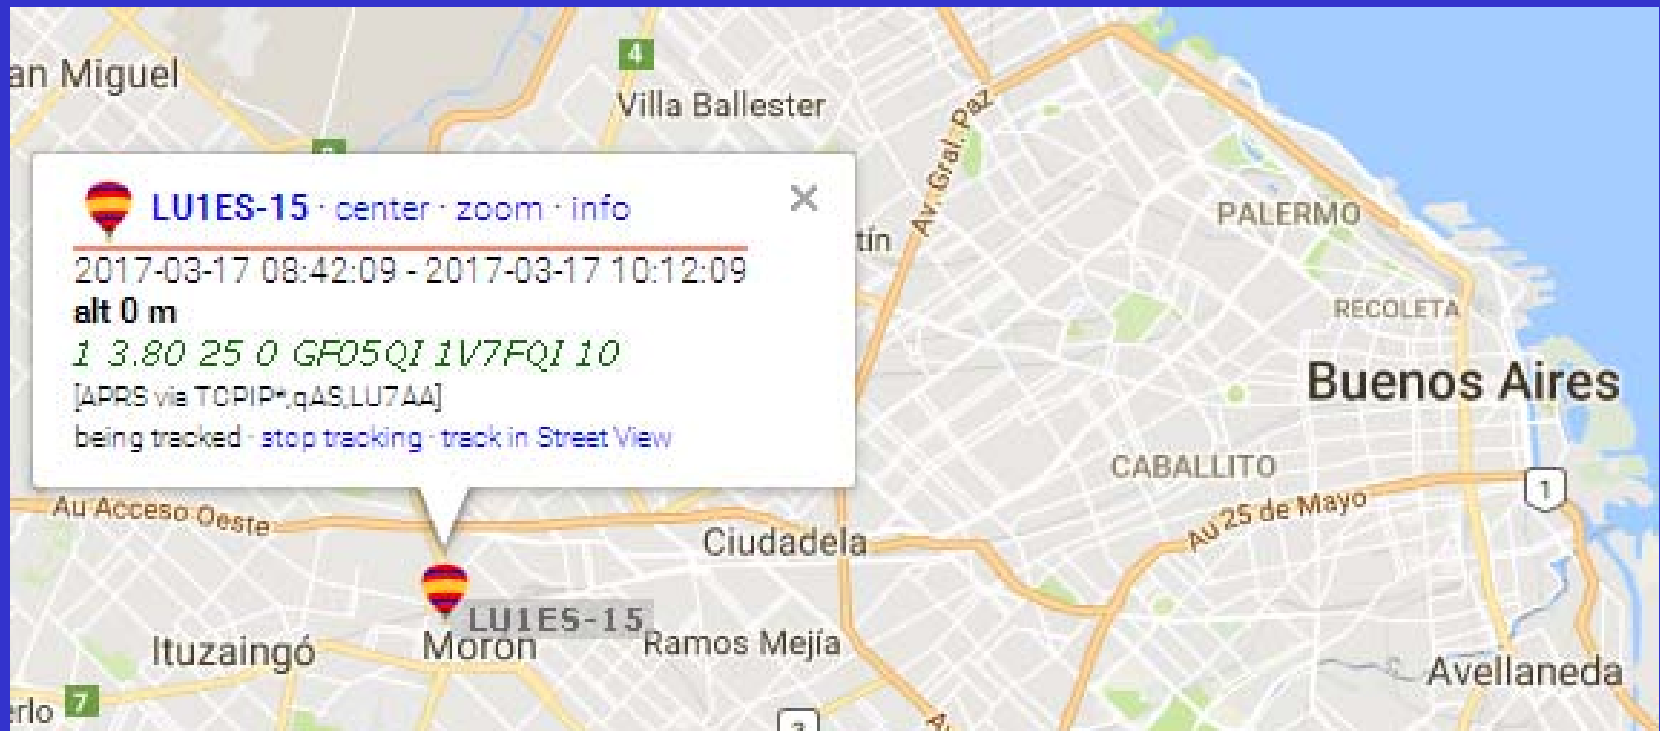 an Miguel
4
Villa Ballester
Av. Gral. Paz
LU1ES-15 · center · zoom · info
2017-03-17 08:42:09 - 2017-03-17 10:12:09
alt 0 m
1 3.80 25 0 GF05QI 1V7FQI 10
[APRS via TCPIP*,qAS,LU7AA]
being tracked · stop tracking · track in Street View
tín
PALERMO
RECOLETA
Buenos Aires
CABALLITO
1
Au Acceso Oeste
Au 25 de Mayo
Ciudadela
LU1ES-15
Ituzaingó
Morón
Ramos Mejía
Avellaneda
erlo
7